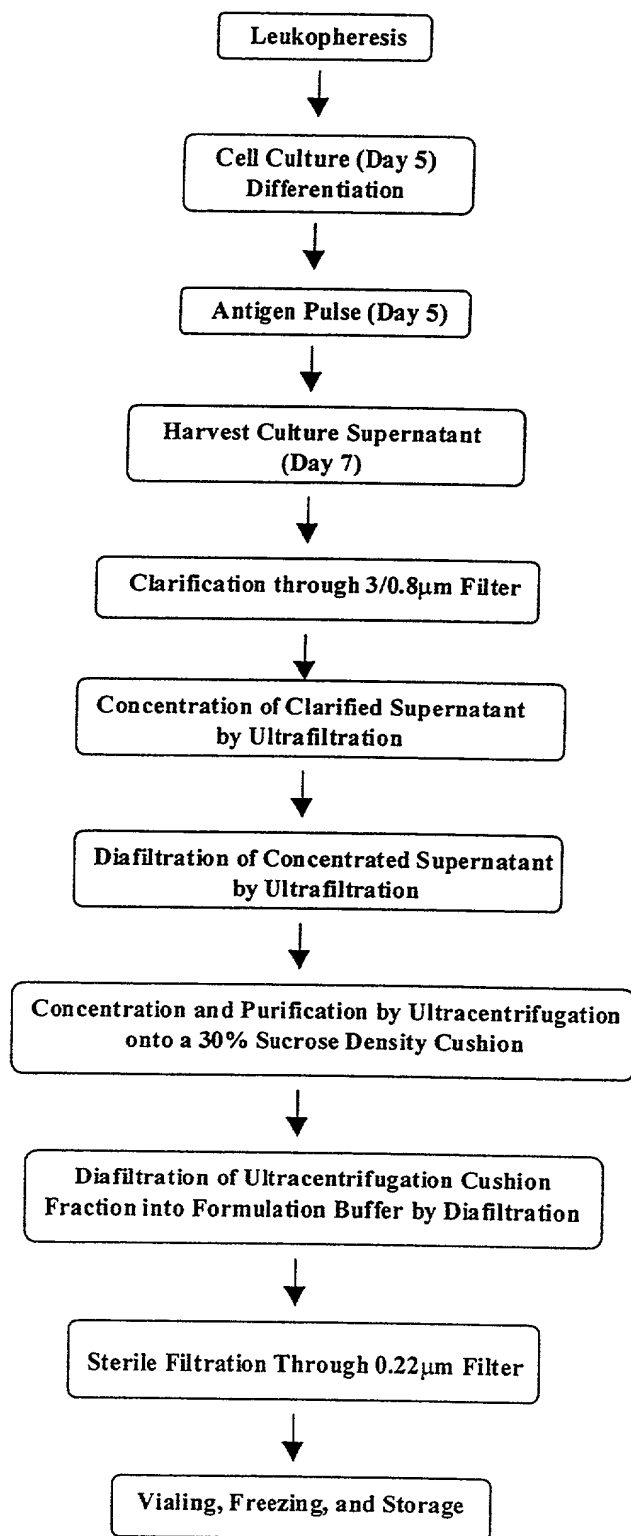 Leukopheresis
Cell Culture (Day 5)
Differentiation
Antigen Pulse (Day 5)
Harvest Culture Supernatant
(Day 7)
Clarification through 3/0.8µm Filter
Concentration of Clarified Supernatant
by Ultrafiltration
Diafiltration of Concentrated Supernatant
by Ultrafiltration
Concentration and Purification by Ultracentrifugation
onto a 30% Sucrose Density Cushion
Diafiltration of Ultracentrifugation Cushion
Fraction into Formulation Buffer by Diafiltration
Sterile Filtration Through 0.22µm Filter
Vialing, Freezing, and Storage